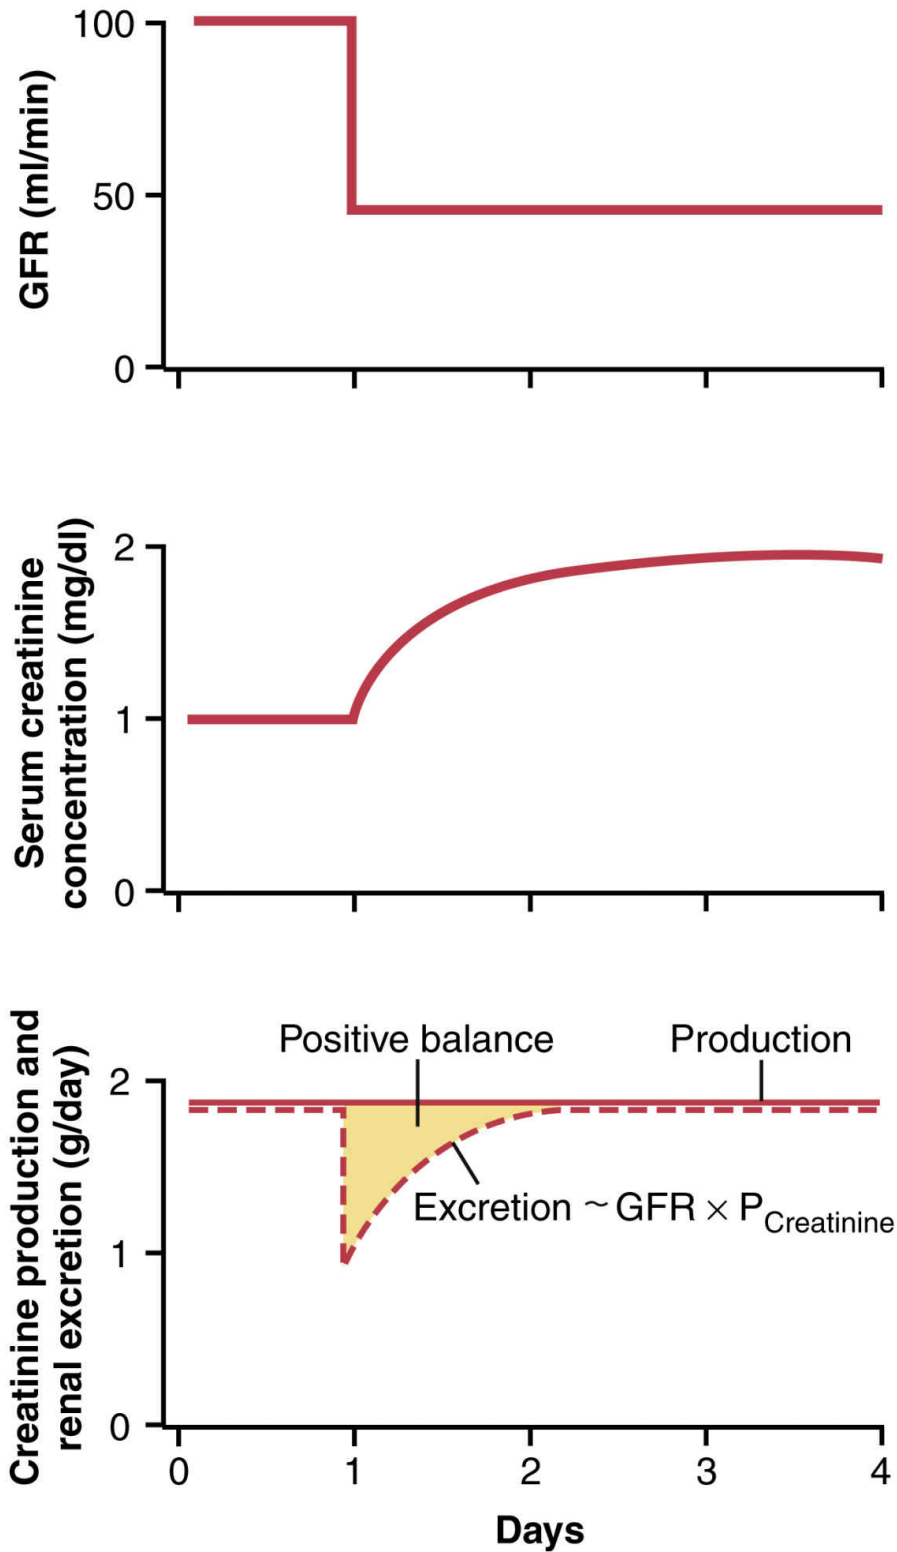 GFR (ml/min)
100
50
0
Serum creatinine
concentration (mg/dl)
2
1
0
Creatinine production and
renal excretion (g/day)
Positive balance
Production
2
Excretion ~ GFR × P Creatinine
1
0
0 1 2 3 4
Days